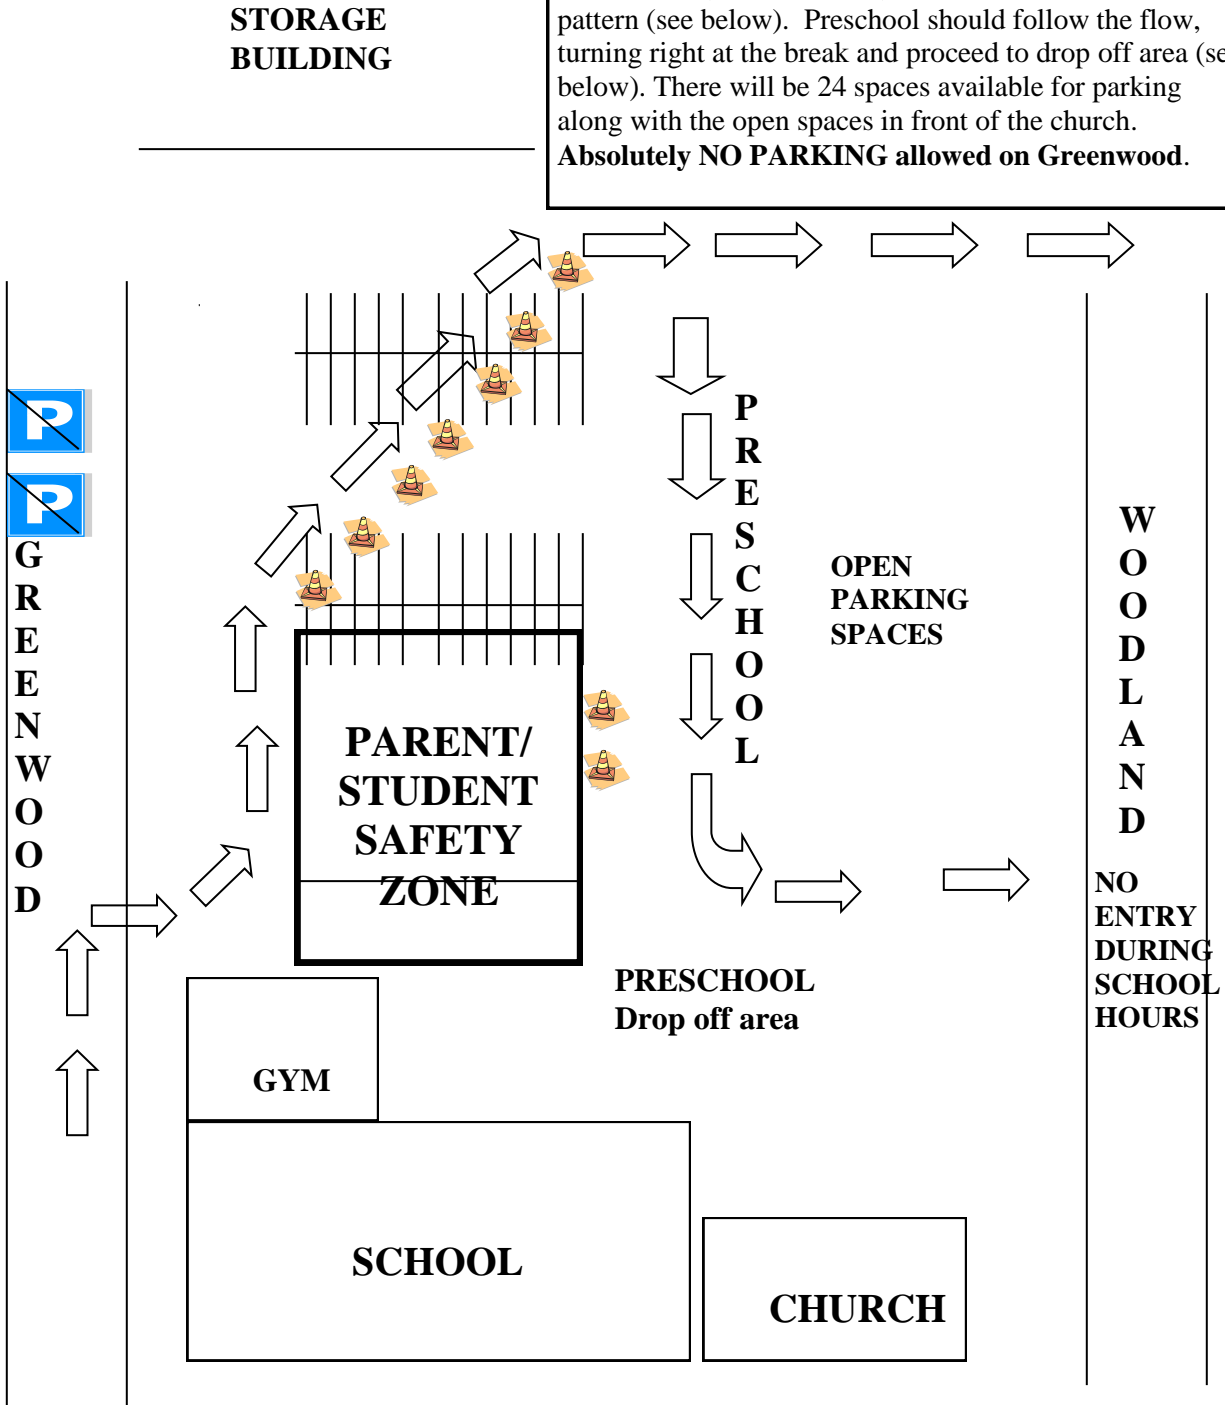 STORAGE
BUILDING
pattern (see below). Preschool should follow the flow,
turning right at the break and proceed to drop off area (se
below). There will be 24 spaces available for parking
along with the open spaces in front of the church.
Absolutely NO PARKING allowed on Greenwood.
P
P
GREENWOOD
PRESCHOOL
OPEN
PARKING
SPACES
WOODLAND
PARENT/
STUDENT
SAFETY
ZONE
NO
ENTRY
DURING
SCHOOL
HOURS
PRESCHOOL
Drop off area
GYM
SCHOOL
CHURCH